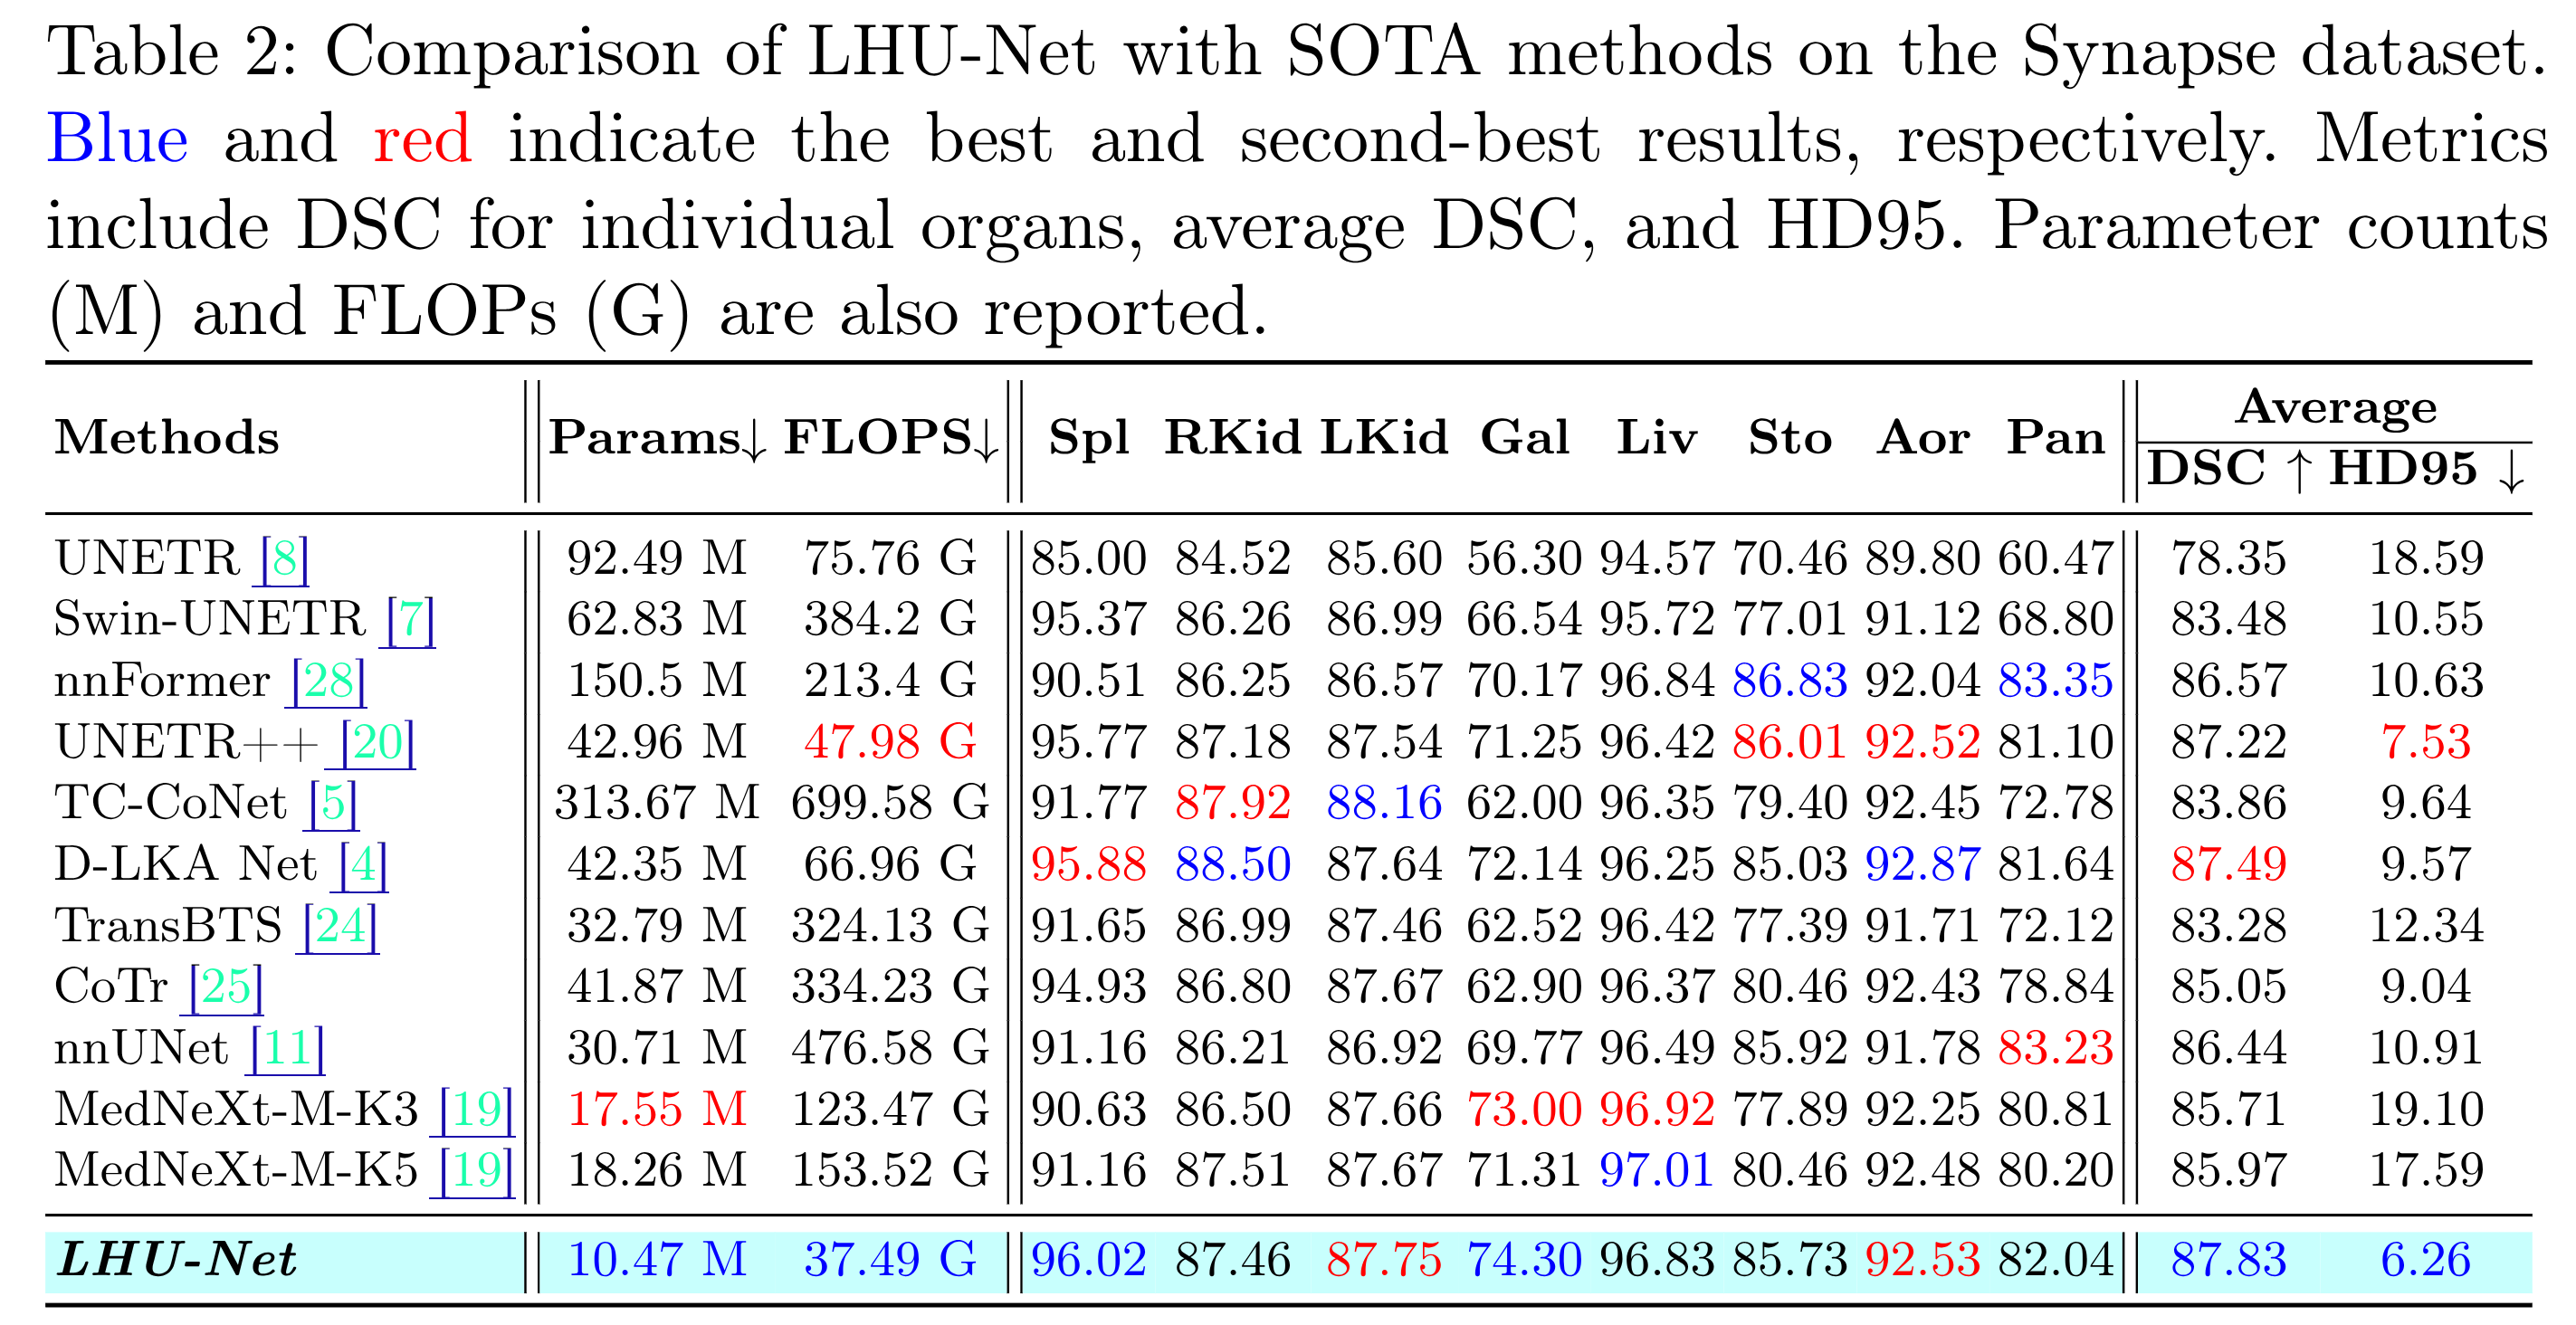 Table 2: Comparison of LHU-Net with SOTA methods on the Synapse dataset.
Blue and red indicate the best and second-best results, respectively. Metrics
include DSC for individual organs, average DSC, and HD95. Parameter counts
(M) and FLOPs (G) are also reported.
Methods Params↓ FLOPS↓ Spl RKid LKid Gal Liv Sto Aor Pan Average
DSC ↑ HD95 ↓
UNETR [8] 92.49 M 75.76 G 85.00 84.52 85.60 56.30 94.57 70.46 89.80 60.47 78.35 18.59
Swin-UNETR [7] 62.83 M 384.2 G 95.37 86.26 86.99 66.54 95.72 77.01 91.12 68.80 83.48 10.55
nnFormer [28] 150.5 M 213.4 G 90.51 86.25 86.57 70.17 96.84 86.83 92.04 83.35 86.57 10.63
UNETR++ [20] 42.96 M 47.98 G 95.77 87.18 87.54 71.25 96.42 86.01 92.52 81.10 87.22 7.53
TC-CoNet [5] 313.67 M 699.58 G 91.77 87.92 88.16 62.00 96.35 79.40 92.45 72.78 83.86 9.64
D-LKA Net [4] 42.35 M 66.96 G 95.88 88.50 87.64 72.14 96.25 85.03 92.87 81.64 87.49 9.57
TransBTS [24] 32.79 M 324.13 G 91.65 86.99 87.46 62.52 96.42 77.39 91.71 72.12 83.28 12.34
CoTr [25] 41.87 M 334.23 G 94.93 86.80 87.67 62.90 96.37 80.46 92.43 78.84 85.05 9.04
nnUNet [11] 30.71 M 476.58 G 91.16 86.21 86.92 69.77 96.49 85.92 91.78 83.23 86.44 10.91
MedNeXt-M-K3 [19] 17.55 M 123.47 G 90.63 86.50 87.66 73.00 96.92 77.89 92.25 80.81 85.71 19.10
MedNeXt-M-K5 [19] 18.26 M 153.52 G 91.16 87.51 87.67 71.31 97.01 80.46 92.48 80.20 85.97 17.59
LHU-Net 10.47 M 37.49 G 96.02 87.46 87.75 74.30 96.83 85.73 92.53 82.04 87.83 6.26